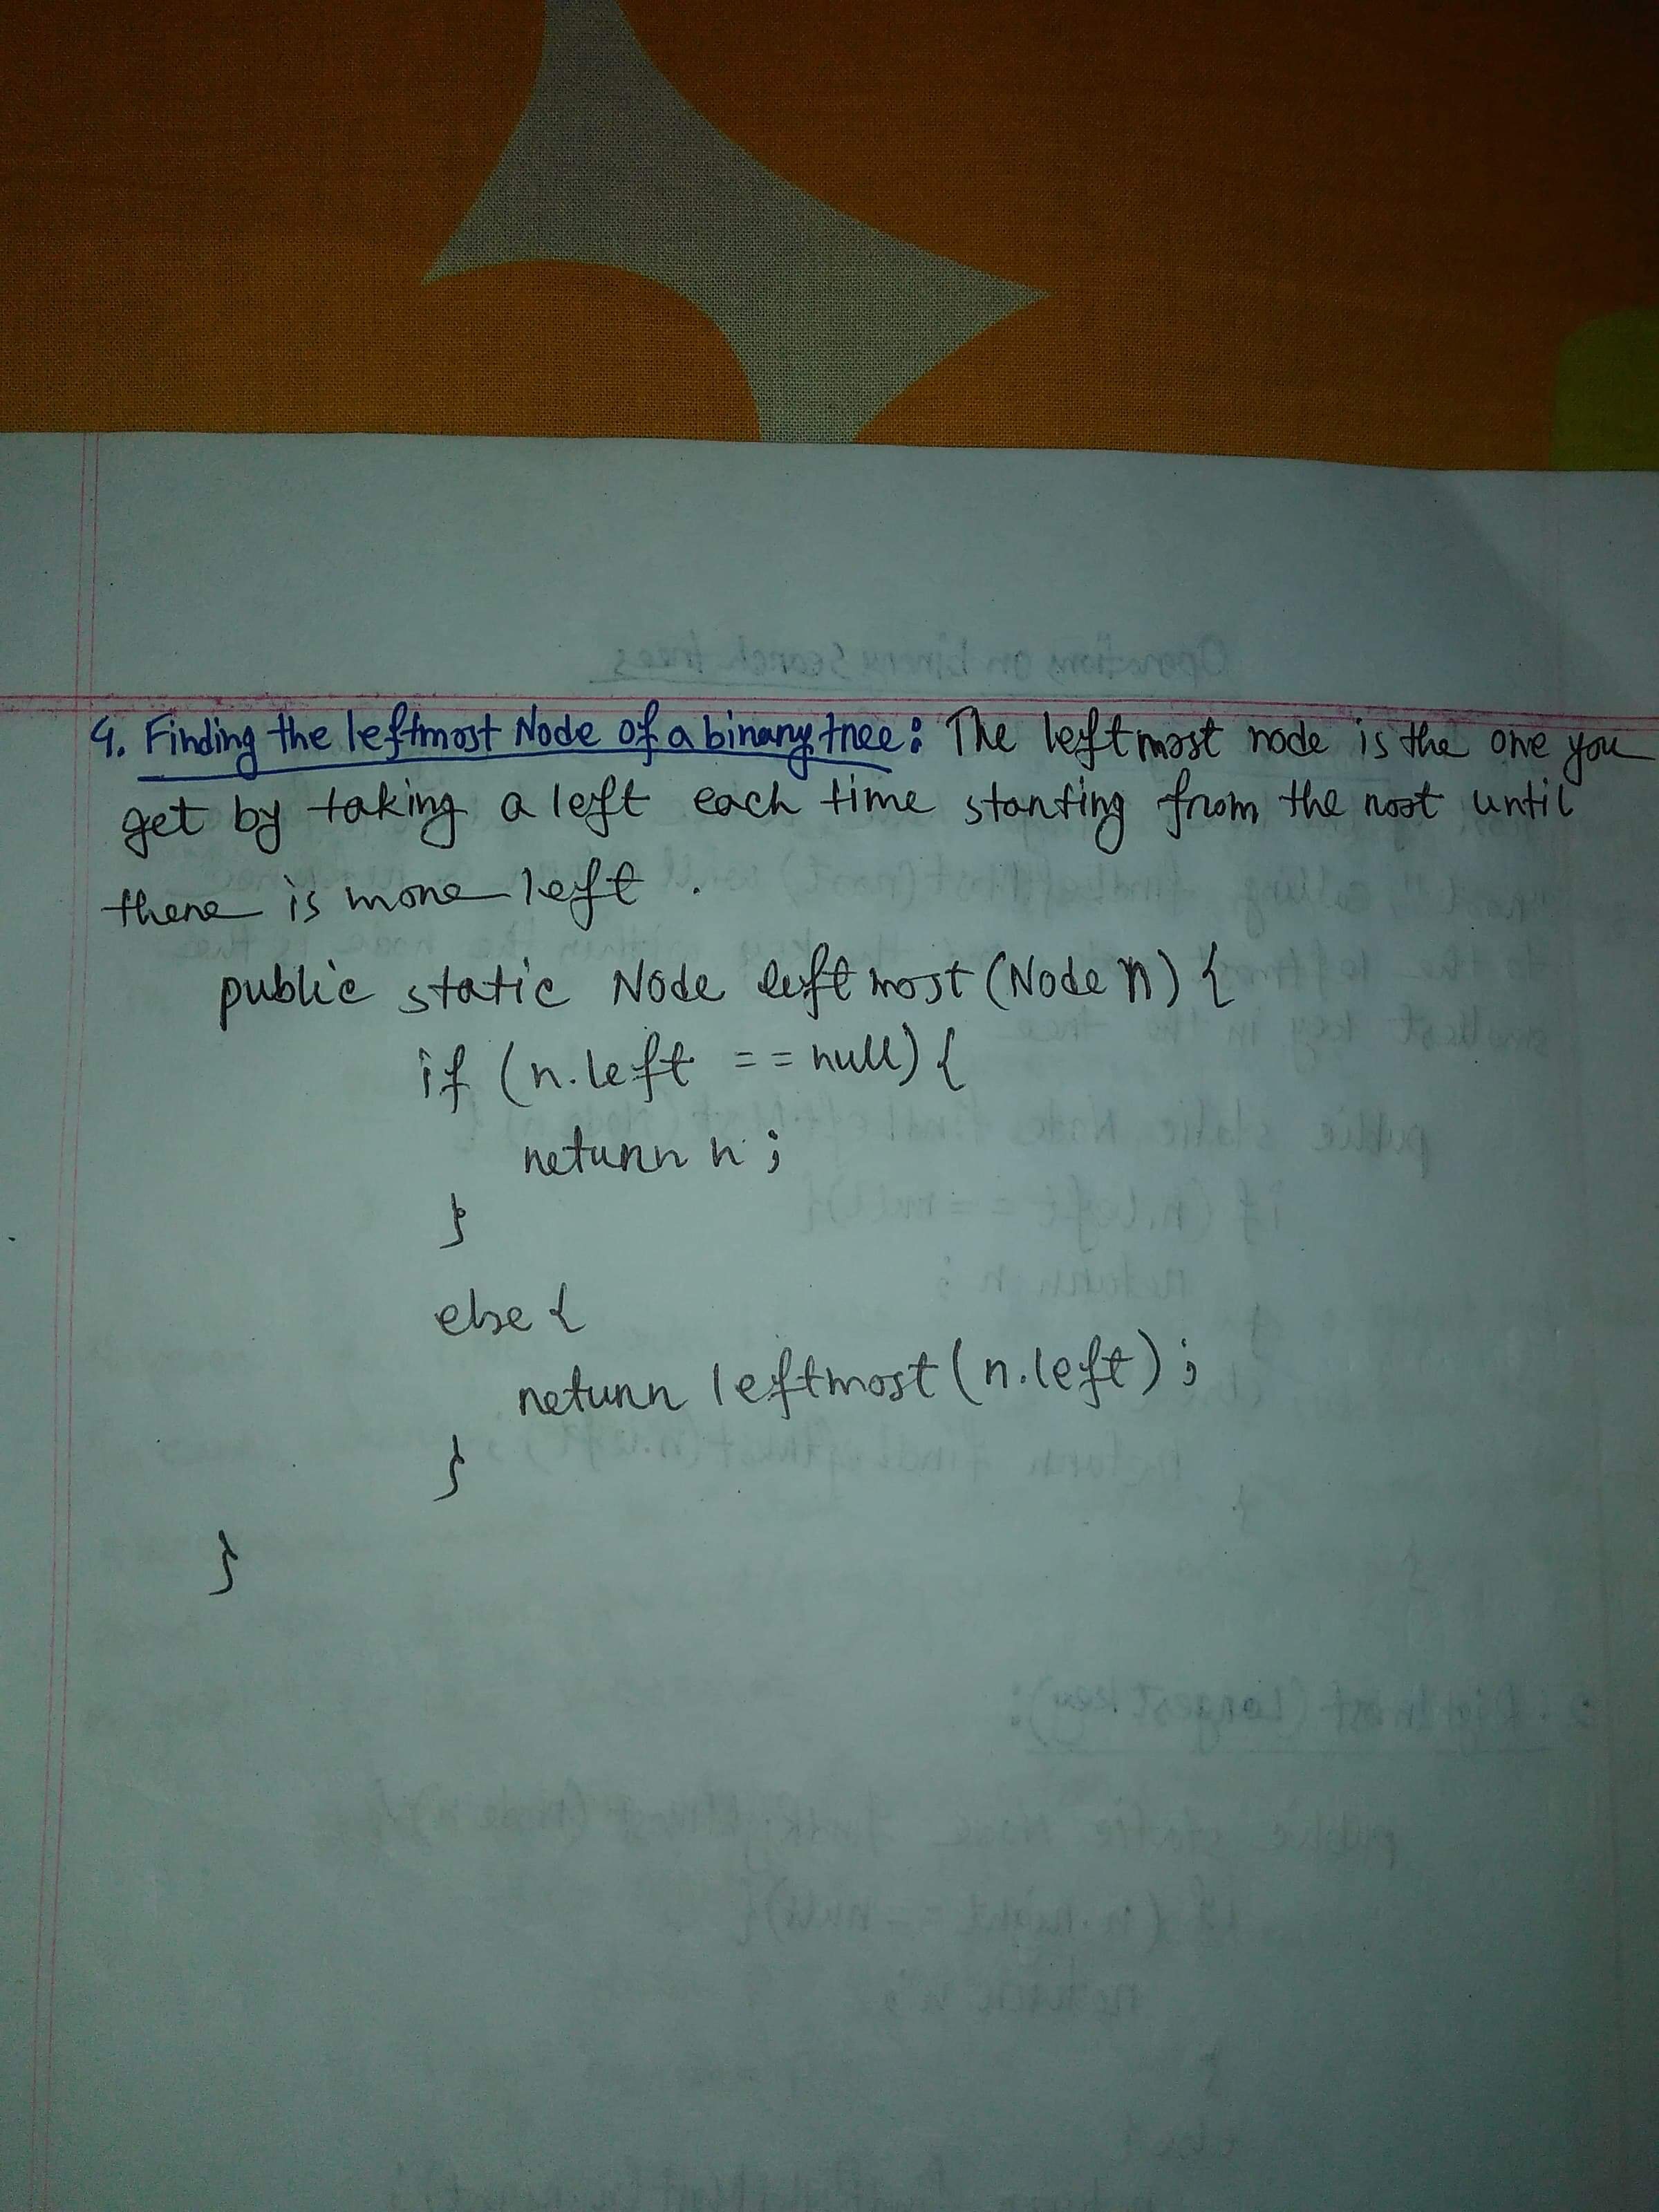 4. Finding the leftmost Node of a binary tree: The leftmost node is the one you
get by taking a left each time starting from the root until
there is more left.
public static Node leftmost (Node n) {
if (n.left == null) {
return n;
}
else {
return leftmost (n.left);
}
}